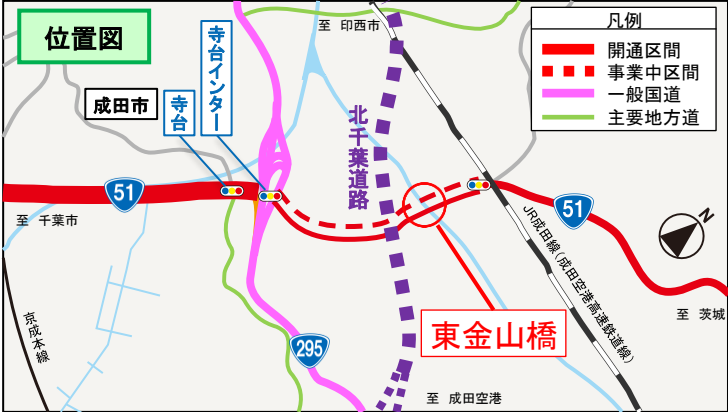 位置図
至 印西市
凡例
開通区間
事業中区間
一般国道
主要地方道
成田市
寺台
寺台インター
北千葉道路
51
至 千葉市
51
N
JR成田線(成田空港高速鉄道線)
京成本線
295
東金山橋
至 茨城
至 成田空港